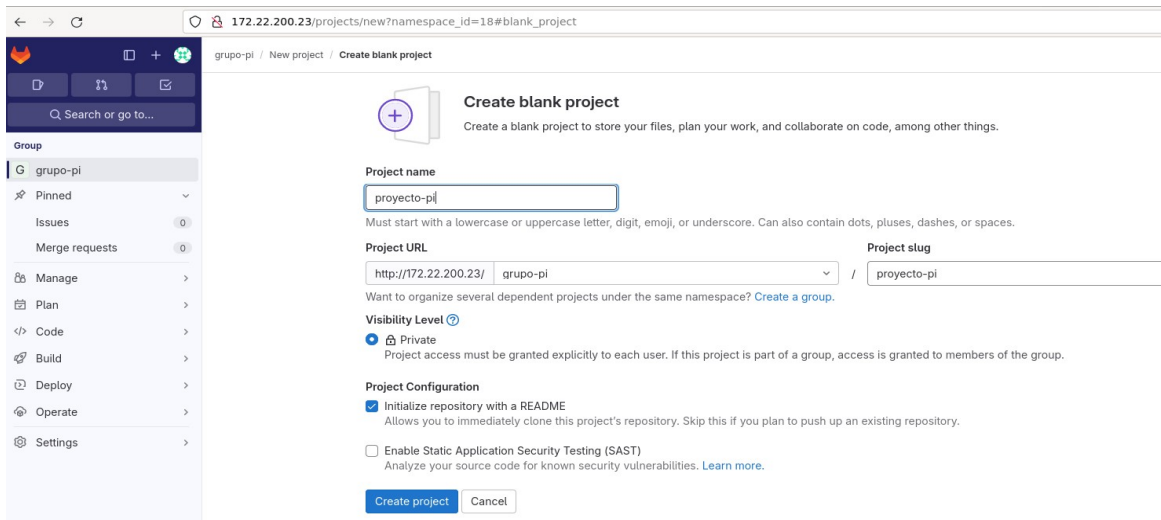 172.22.200.23/projects/new?namespace_id=18#blank_project
grupo-pi / New project / Create blank project
Search or go to...
Group
G grupo-pi
Pinned
Issues 0
Merge requests 0
Manage
Plan
Code
Build
Deploy
Operate
Settings
Create blank project
Create a blank project to store your files, plan your work, and collaborate on code, among other things.
Project name
proyecto-pi
Must start with a lowercase or uppercase letter, digit, emoji, or underscore. Can also contain dots, pluses, dashes, or spaces.
Project URL Project slug
http://172.22.200.23/ grupo-pi / proyecto-pi
Want to organize several dependent projects under the same namespace? Create a group.
Visibility Level
Private
Project access must be granted explicitly to each user. If this project is part of a group, access is granted to members of the group.
Project Configuration
Initialize repository with a README
Allows you to immediately clone this project's repository. Skip this if you plan to push up an existing repository.
Enable Static Application Security Testing (SAST)
Analyze your source code for known security vulnerabilities. Learn more.
Create project Cancel